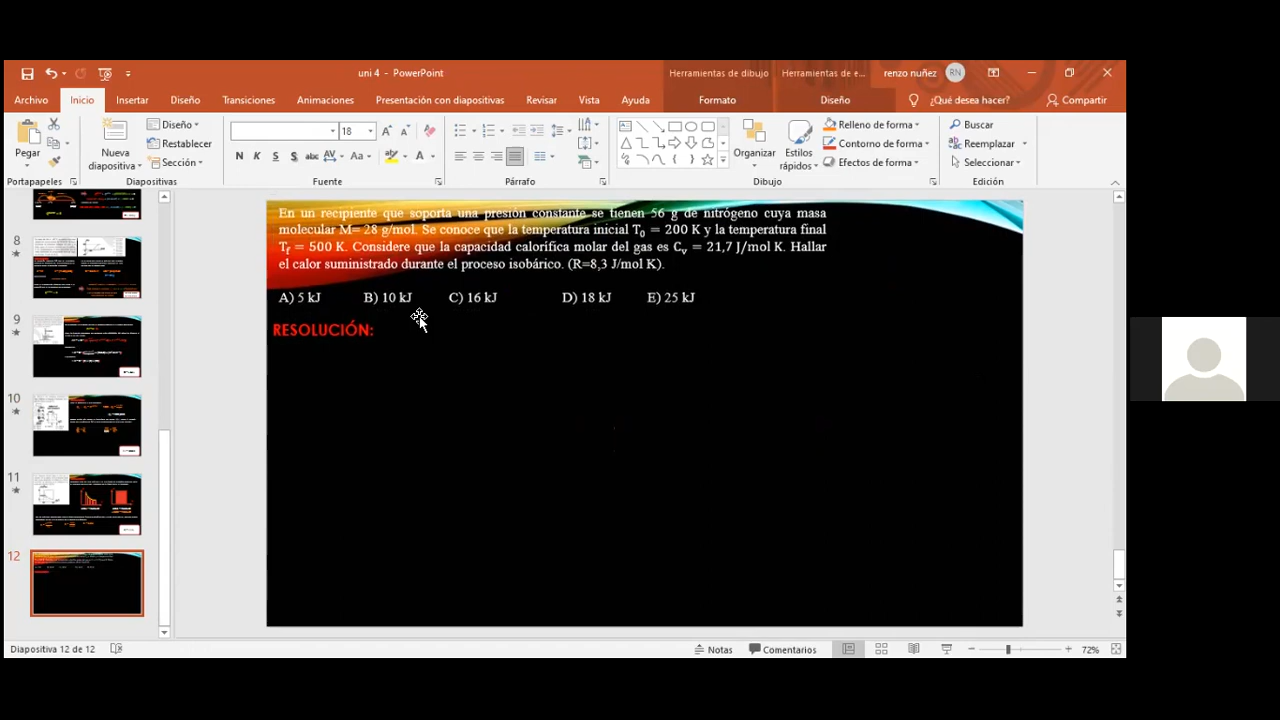 uni 4 - PowerPoint
Herramientas de dibujo
Herramientas de e...
renzo nuñez
RN
Archivo
Inicio
Insertar
Diseño
Transiciones
Animaciones
Presentación con diapositivas
Revisar
Vista
Ayuda
Formato
Diseño
¿Qué desea hacer?
Compartir
Pegar
Nueva
diapositiva
Diseño
Restablecer
Sección
18
N K S S abc AV Aa A
Organizar
Estilos
rápidos
Relleno de forma
Contorno de forma
Efectos de forma
Buscar
Reemplazar
Seleccionar
Portapapeles
Diapositivas
Fuente
Párrafo
Dibujo
Edición
8
9
10
11
12
En un recipiente que soporta una presión constante se tienen 56 g de nitrógeno cuya masa
molecular M= 28 g/mol. Se conoce que la temperatura inicial T₀ = 200 K y la temperatura final
Tf = 500 K. Considere que la capacidad calorífica molar del gas es Cᵥ = 21,7 J/mol K. Hallar
el calor suministrado durante el proceso isobárico. (R=8,3 J/mol K).
A) 5 kJ B) 10 kJ C) 16 kJ D) 18 kJ E) 25 kJ
RESOLUCIÓN:
Diapositiva 12 de 12
Notas
Comentarios
72%